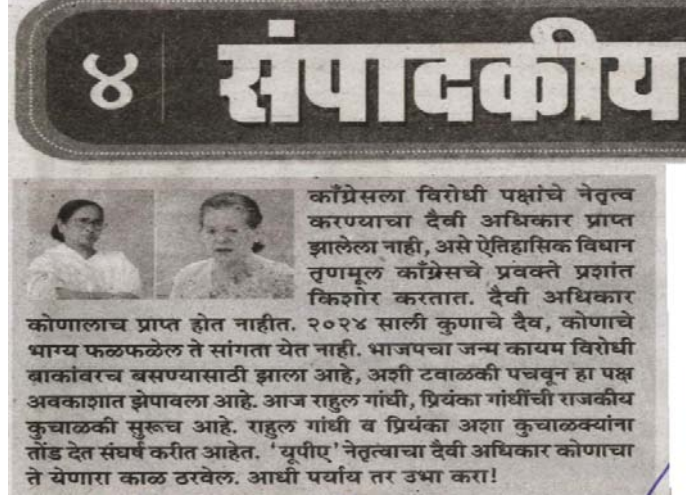 ४
संपादकीय
काँग्रेसला विरोधी पक्षांचे नेतृत्व
करण्याचा दैवी अधिकार प्राप्त
झालेला नाही, असे ऐतिहासिक विधान
तृणमूल काँग्रेसचे प्रवक्ते प्रशांत
किशोर करतात. दैवी अधिकार
कोणालाच प्राप्त होत नाहीत. २०२४ साली कुणाचे दैव, कोणाचे
भाग्य फळफळेल ते सांगता येत नाही. भाजपचा जन्म कायम विरोधी
बाकांवरच बसण्यासाठी झाला आहे, अशी टवाळकी पचवून हा पक्ष
अवकाशात झेपावला आहे. आज राहुल गांधी, प्रियंका गांधींची राजकीय
कुचाळकी सुरूच आहे. राहुल गांधी व प्रियंका अशा कुचाळक्यांना
तोंड देत संघर्ष करीत आहेत. 'यूपीए' नेतृत्वाचा दैवी अधिकार कोणाचा
ते येणारा काळ ठरवेल. आधी पर्याय तर उभा करा!